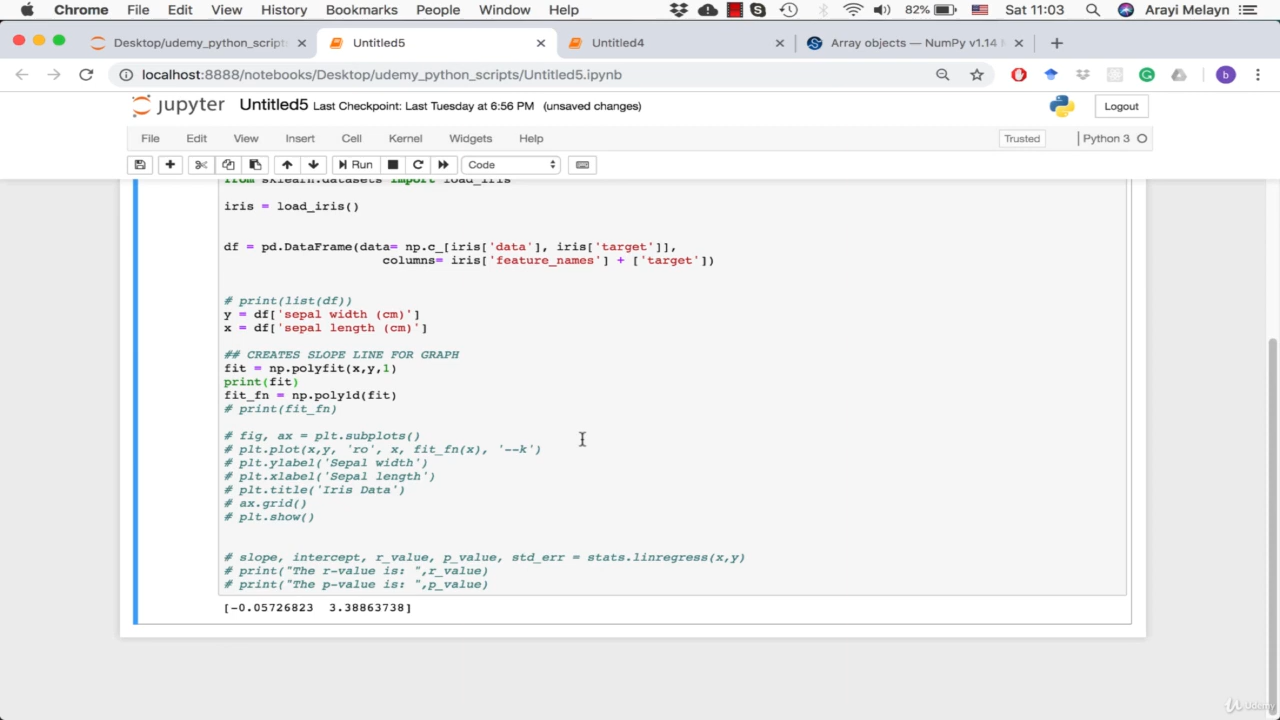 Chrome File Edit View History Bookmarks People Window Help 82% Sat 11:03 Arayi Melayn
Desktop/udemy_python_scripts Untitled5 Untitled4 Array objects — NumPy v1.14 M
localhost:8888/notebooks/Desktop/udemy_python_scripts/Untitled5.ipynb b
jupyter Untitled5 Last Checkpoint: Last Tuesday at 6:56 PM (unsaved changes) Logout
File Edit View Insert Cell Kernel Widgets Help Trusted Python 3
Run Code
from sklearn.datasets import load_iris
iris = load_iris()
df = pd.DataFrame(data= np.c_[iris['data'], iris['target']],
columns= iris['feature_names'] + ['target'])
# print(list(df))
y = df['sepal width (cm)']
x = df['sepal length (cm)']
## CREATES SLOPE LINE FOR GRAPH
fit = np.polyfit(x,y,1)
print(fit)
fit_fn = np.poly1d(fit)
# print(fit_fn)
# fig, ax = plt.subplots()
# plt.plot(x,y, 'ro', x, fit_fn(x), '--k')
# plt.ylabel('Sepal width')
# plt.xlabel('Sepal length')
# plt.title('Iris Data')
# ax.grid()
# plt.show()
# slope, intercept, r_value, p_value, std_err = stats.linregress(x,y)
# print("The r-value is: ",r_value)
# print("The p-value is: ",p_value)
[-0.05726823 3.38863738]
Udemy